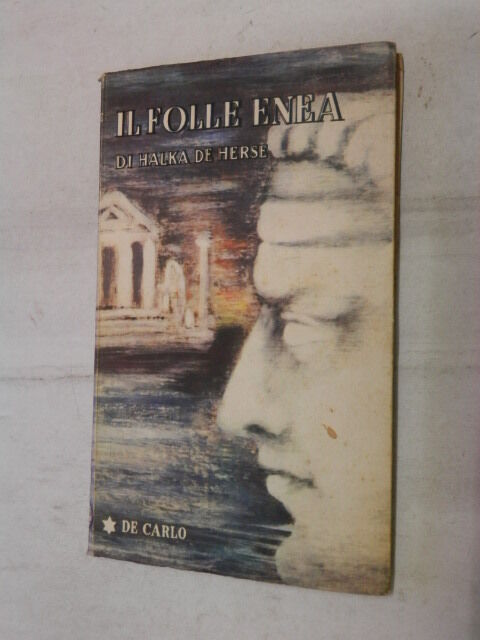 IL FOLLE ENEA
DI HALKA DE HERSE
DE CARLO